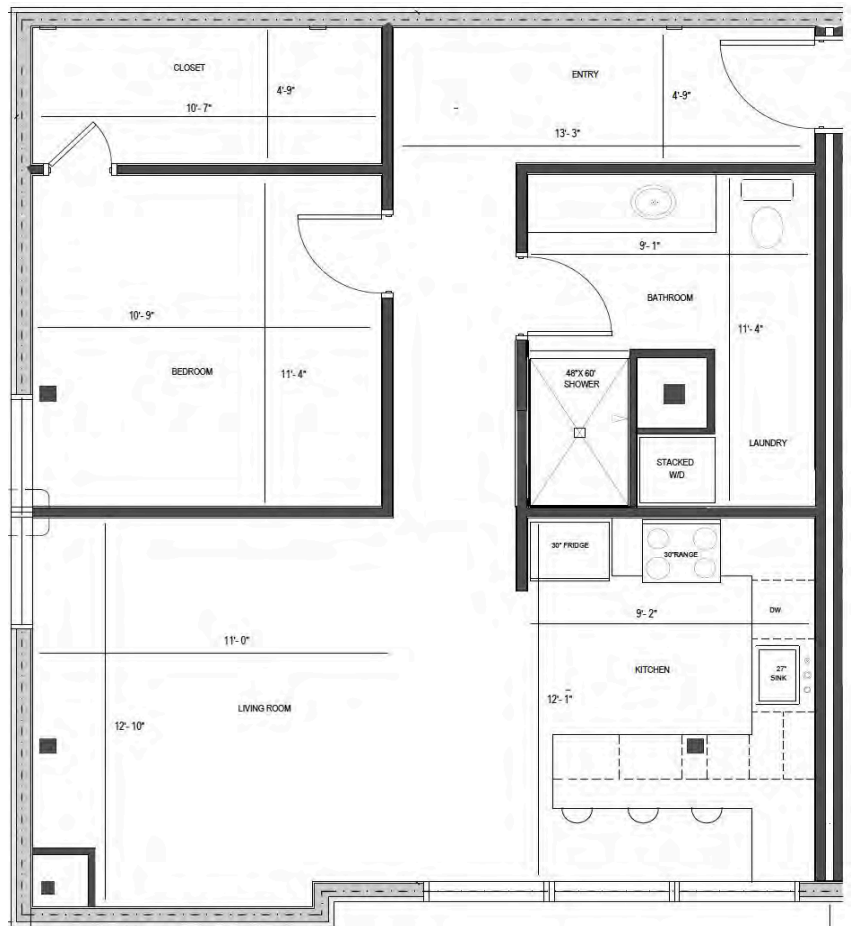 CLOSET
10'- 7"
4'-9"
ENTRY
4'-9"
13'- 3"
9'- 1"
BATHROOM
11'- 4"
10'- 9"
BEDROOM
11'- 4"
48"X 60'
SHOWER
LAUNDRY
STACKED
W/D
30" FRIDGE
30"RANGE
DW
9'- 2"
11'- 0"
KITCHEN
27"
SINK
12'- 1"
LIVING ROOM
12'- 10"